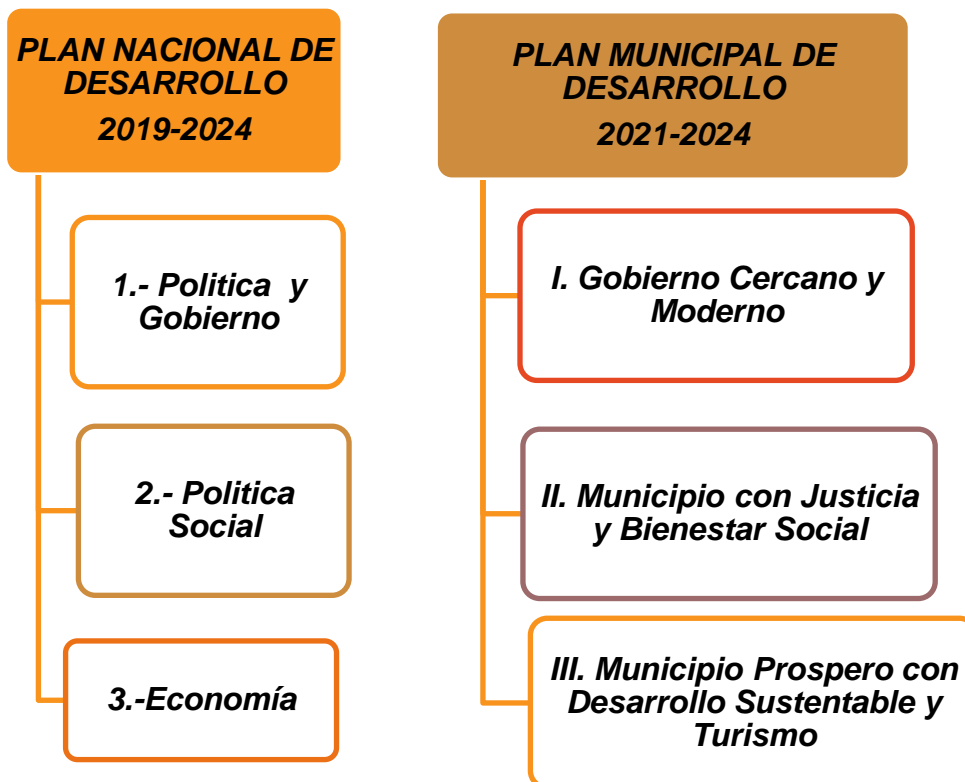 PLAN NACIONAL DE
DESARROLLO
2019-2024
1.- Politica y
Gobierno
2.- Politica
Social
3.-Economía
PLAN MUNICIPAL DE
DESARROLLO
2021-2024
I. Gobierno Cercano y
Moderno
II. Municipio con Justicia
y Bienestar Social
III. Municipio Prospero con
Desarrollo Sustentable y
Turismo